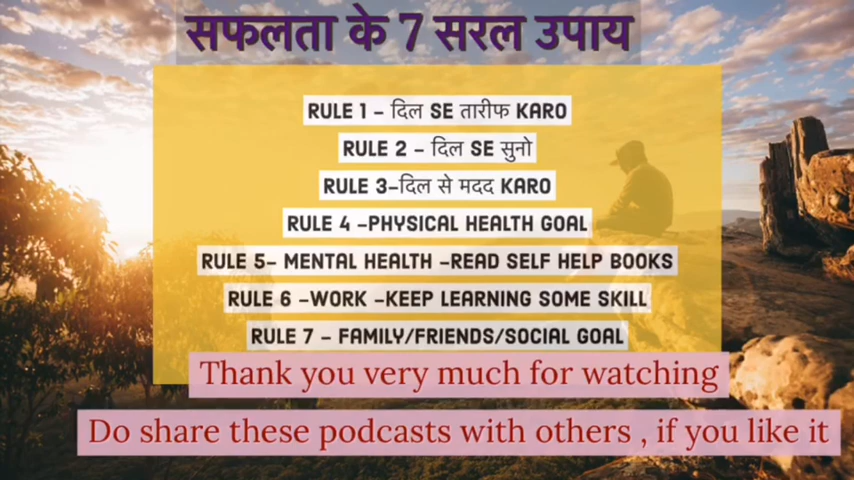 सफलता के 7 सरल उपाय
RULE 1 - दिल SE तारीफ KARO
RULE 2 - दिल SE सुनो
RULE 3-दिल से मदद KARO
RULE 4 -PHYSICAL HEALTH GOAL
RULE 5- MENTAL HEALTH -READ SELF HELP BOOKS
RULE 6 -WORK -KEEP LEARNING SOME SKILL
RULE 7 - FAMILY/FRIENDS/SOCIAL GOAL
Thank you very much for watching
Do share these podcasts with others , if you like it